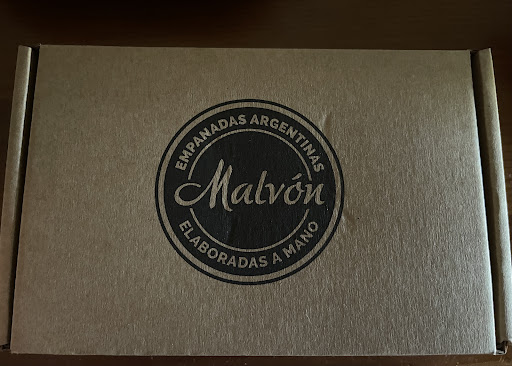 EMPANADAS ARGENTINAS
Malvón
ELABORADAS A MANO